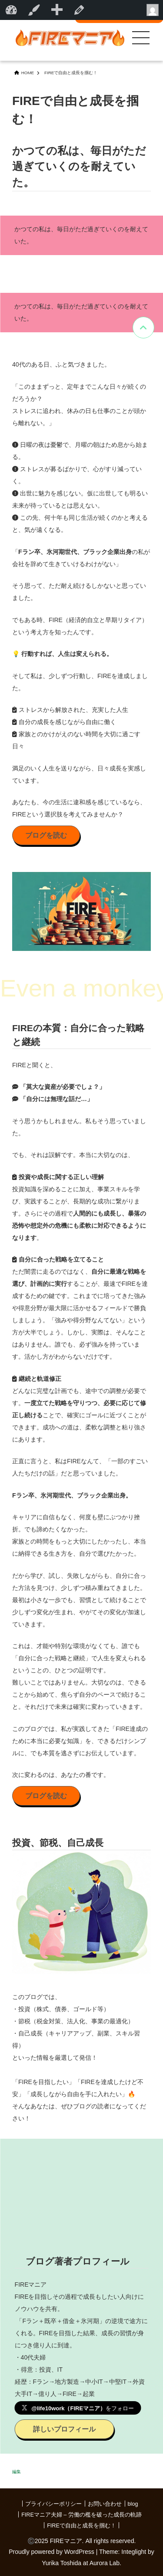 FIREマニア
HOME > FIREで自由と成長を掴む！
FIREで自由と成長を掴
む！
かつての私は、毎日がただ
過ぎていくのを耐えてい
た。
かつての私は、毎日がただ過ぎていくのを耐えて
いた。
かつての私は、毎日がただ過ぎていくのを耐えて
いた。
40代のある日、ふと気づきました。
「このままずっと、定年までこんな日々が続くの
だろうか？
ストレスに追われ、休みの日も仕事のことが頭か
ら離れない。」
日曜の夜は憂鬱で、月曜の朝はため息から始ま
る。
ストレスが募るばかりで、心がすり減ってい
く。
出世に魅力を感じない。仮に出世しても明るい
未来が待っているとは思えない。
この先、何十年も同じ生活が続くのかと考える
と、気が遠くなる。
「Fラン卒、氷河期世代、ブラック企業出身の私が
会社を辞めて生きていけるわけがない」
そう思って、ただ耐え続けるしかないと思ってい
ました。
でもある時、FIRE（経済的自立と早期リタイア）
という考え方を知ったんです。
💡 行動すれば、人生は変えられる。
そして私は、少しずつ行動し、FIREを達成しまし
た。
ストレスから解放された、充実した人生
自分の成長を感じながら自由に働く
家族とのかけがえのない時間を大切に過ごす
日々
満足のいく人生を送りながら、日々成長を実感し
ています。
あなたも、今の生活に違和感を感じているなら、
FIREという選択肢を考えてみませんか？
ブログを読む
FIRE
Even a monkey
FIREの本質：自分に合った戦略
と継続
FIREと聞くと、
「莫大な資産が必要でしょ？」
「自分には無理な話だ…」
そう思うかもしれません。私もそう思っていまし
た。
でも、それは誤解です。本当に大切なのは、
投資や成長に関する正しい理解
投資知識を深めることに加え、事業スキルを学
び、実践することが、長期的な成功に繋がりま
す。さらにその過程で人間的にも成長し、暴落の
恐怖や想定外の危機にも柔軟に対応できるように
なります。
自分に合った戦略を立てること
ただ闇雲に走るのではなく、自分に最適な戦略を
選び、計画的に実行することが、最速でFIREを達
成するための鍵です。これまでに培ってきた強み
や得意分野が最大限に活かせるフィールドで勝負
しましょう。「強みや得意分野なんてない」とい
う方が大半でしょう。しかし、実際は、そんなこと
はありません。誰でも、必ず強みを持っていま
す。活かし方がわからないだけです。
継続と軌道修正
どんなに完璧な計画でも、途中での調整が必要で
す。一度立てた戦略を守りつつ、必要に応じて修
正し続けることで、確実にゴールに近づくことが
できます。成功への道は、柔軟な調整と粘り強さ
にあります。
正直に言うと、私はFIREなんて、「一部のすごい
人たちだけの話」だと思っていました。
Fラン卒、氷河期世代、ブラック企業出身。
キャリアに自信もなく、何度も壁にぶつかり挫
折。でも諦めたくなかった。
家族との時間をもっと大切にしたかったし、本当
に納得できる生き方を、自分で選びたかった。
だから学び、試し、失敗しながらも、自分に合っ
た方法を見つけ、少しずつ積み重ねてきました。
最初は小さな一歩でも、習慣として続けることで
少しずつ変化が生まれ、やがてその変化が加速し
ていきます。
これは、才能や特別な環境がなくても、誰でも
「自分に合った戦略と継続」で人生を変えられる
ということの、ひとつの証明です。
難しいことではありません。大切なのは、できる
ことから始めて、焦らず自分のペースで続けるこ
と。それだけで未来は確実に変わっていきます。
このブログでは、私が実践してきた「FIRE達成の
ために本当に必要な知識」を、できるだけシンプ
ルに、でも本質を逃さずにお伝えしています。
次に変わるのは、あなたの番です。
ブログを読む
投資、節税、自己成長
このブログでは、
・投資（株式、債券、ゴールド等）
・節税（税金対策、法人化、事業の最適化）
・自己成長（キャリアアップ、副業、スキル習
得）
といった情報を厳選して発信！
「FIREを目指したい」「FIREを達成したけど不
安」「成長しながら自由を手に入れたい」🔥
そんなあなたは、ぜひブログの読者になってくだ
さい！
ブログ著者プロフィール
FIREマニア
FIREを目指しその過程で成長もしたい人向けに
ノウハウを共有。
「Fラン＋既卒＋借金＋氷河期」の逆境で途方に
くれる。FIREを目指した結果、成長の習慣が身
につき億り人に到達。
・40代夫婦
・得意：投資、IT
経歴：Fラン→地方製造→中小IT→中堅IT→外資
大手IT→億り人→FIRE→起業
X @life10work（FIREマニア）をフォロー
詳しいプロフィール
編集
| プライバシーポリシー | お問い合わせ | blog
| FIREマニア夫婦 – 労働の檻を破った成長の軌跡
| FIREで自由と成長を掴む！ |
©2025 FIREマニア. All rights reserved.
Proudly powered by WordPress | Theme: Integlight by
Yurika Toshida at Aurora Lab.